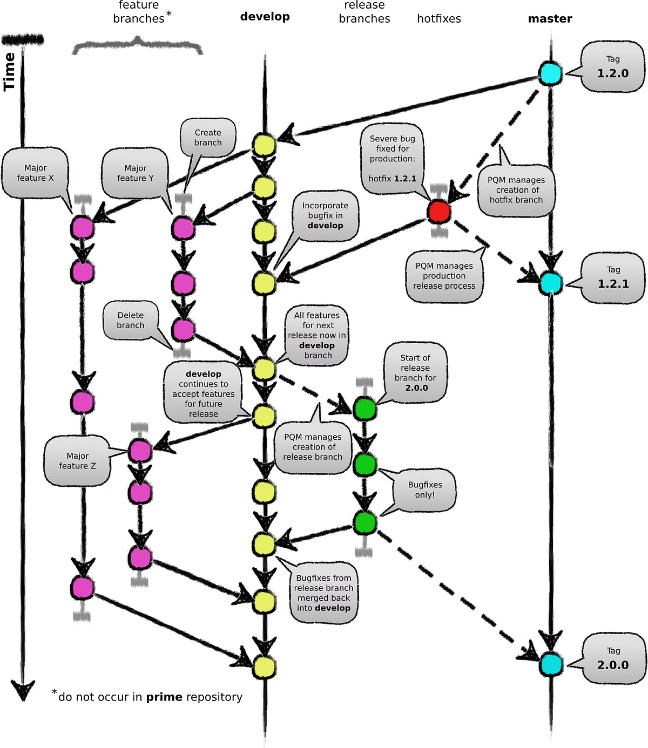 feature
branches*
develop
release
branches
hotfixes
master
Time
Tag
1.2.0
Create
branch
Severe bug
fixed for
production:
hotfix 1.2.1
Major
feature X
Major
feature Y
PQM manages
creation of
hotfix branch
Incorporate
bugfix in
develop
PQM manages
production
release process
Tag
1.2.1
Delete
branch
All features
for next
release now in
develop
branch
develop
continues to
accept features
for future
release
Start of
release
branch for
2.0.0
PQM manages
creation of
release branch
Major
feature Z
Bugfixes
only!
Bugfixes from
release branch
merged back
into develop
Tag
2.0.0
*do not occur in prime repository